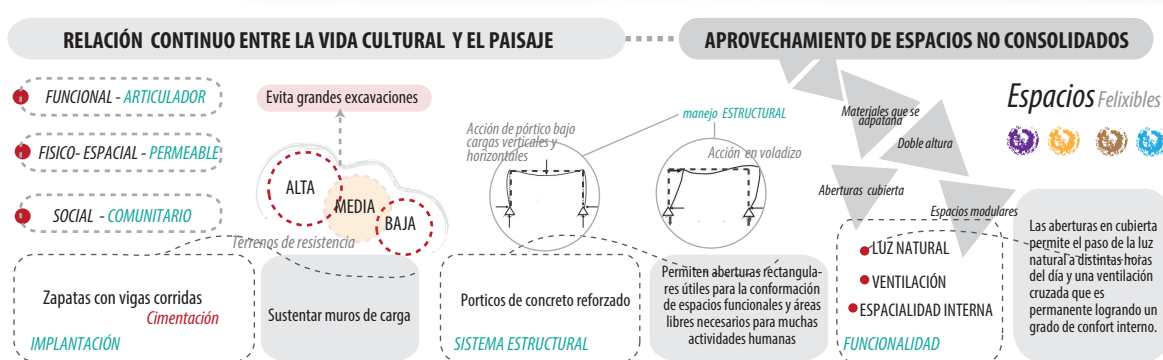 RELACIÓN CONTINUO ENTRE LA VIDA CULTURAL Y EL PAISAJE
APROVECHAMIENTO DE ESPACIOS NO CONSOLIDADOS
FUNCIONAL - ARTICULADOR
FISICO- ESPACIAL - PERMEABLE
SOCIAL - COMUNITARIO
Evita grandes excavaciones
ALTA
MEDIA
BAJA
Terrenos de resistencia
Acción de pórtico bajo
cargas verticales y
horizontales
manejo ESTRUCTURAL
Acción en voladizo
Materiales que se
adpatana
Doble altura
Aberturas cubierta
Espacios modulares
Espacios Felixibles
Zapatas con vigas corridas
Cimentación
IMPLANTACIÓN
Sustentar muros de carga
Porticos de concreto reforzado
SISTEMA ESTRUCTURAL
Permiten aberturas rectangula-
res útiles para la conformación
de espacios funcionales y áreas
libres necesarios para muchas
actividades humanas
LUZ NATURAL
VENTILACIÓN
ESPACIALIDAD INTERNA
FUNCIONALIDAD
Las aberturas en cubierta
permite el paso de la luz
natural a distintas horas
del día y una ventilación
cruzada que es
permanente logrando un
grado de confort interno.